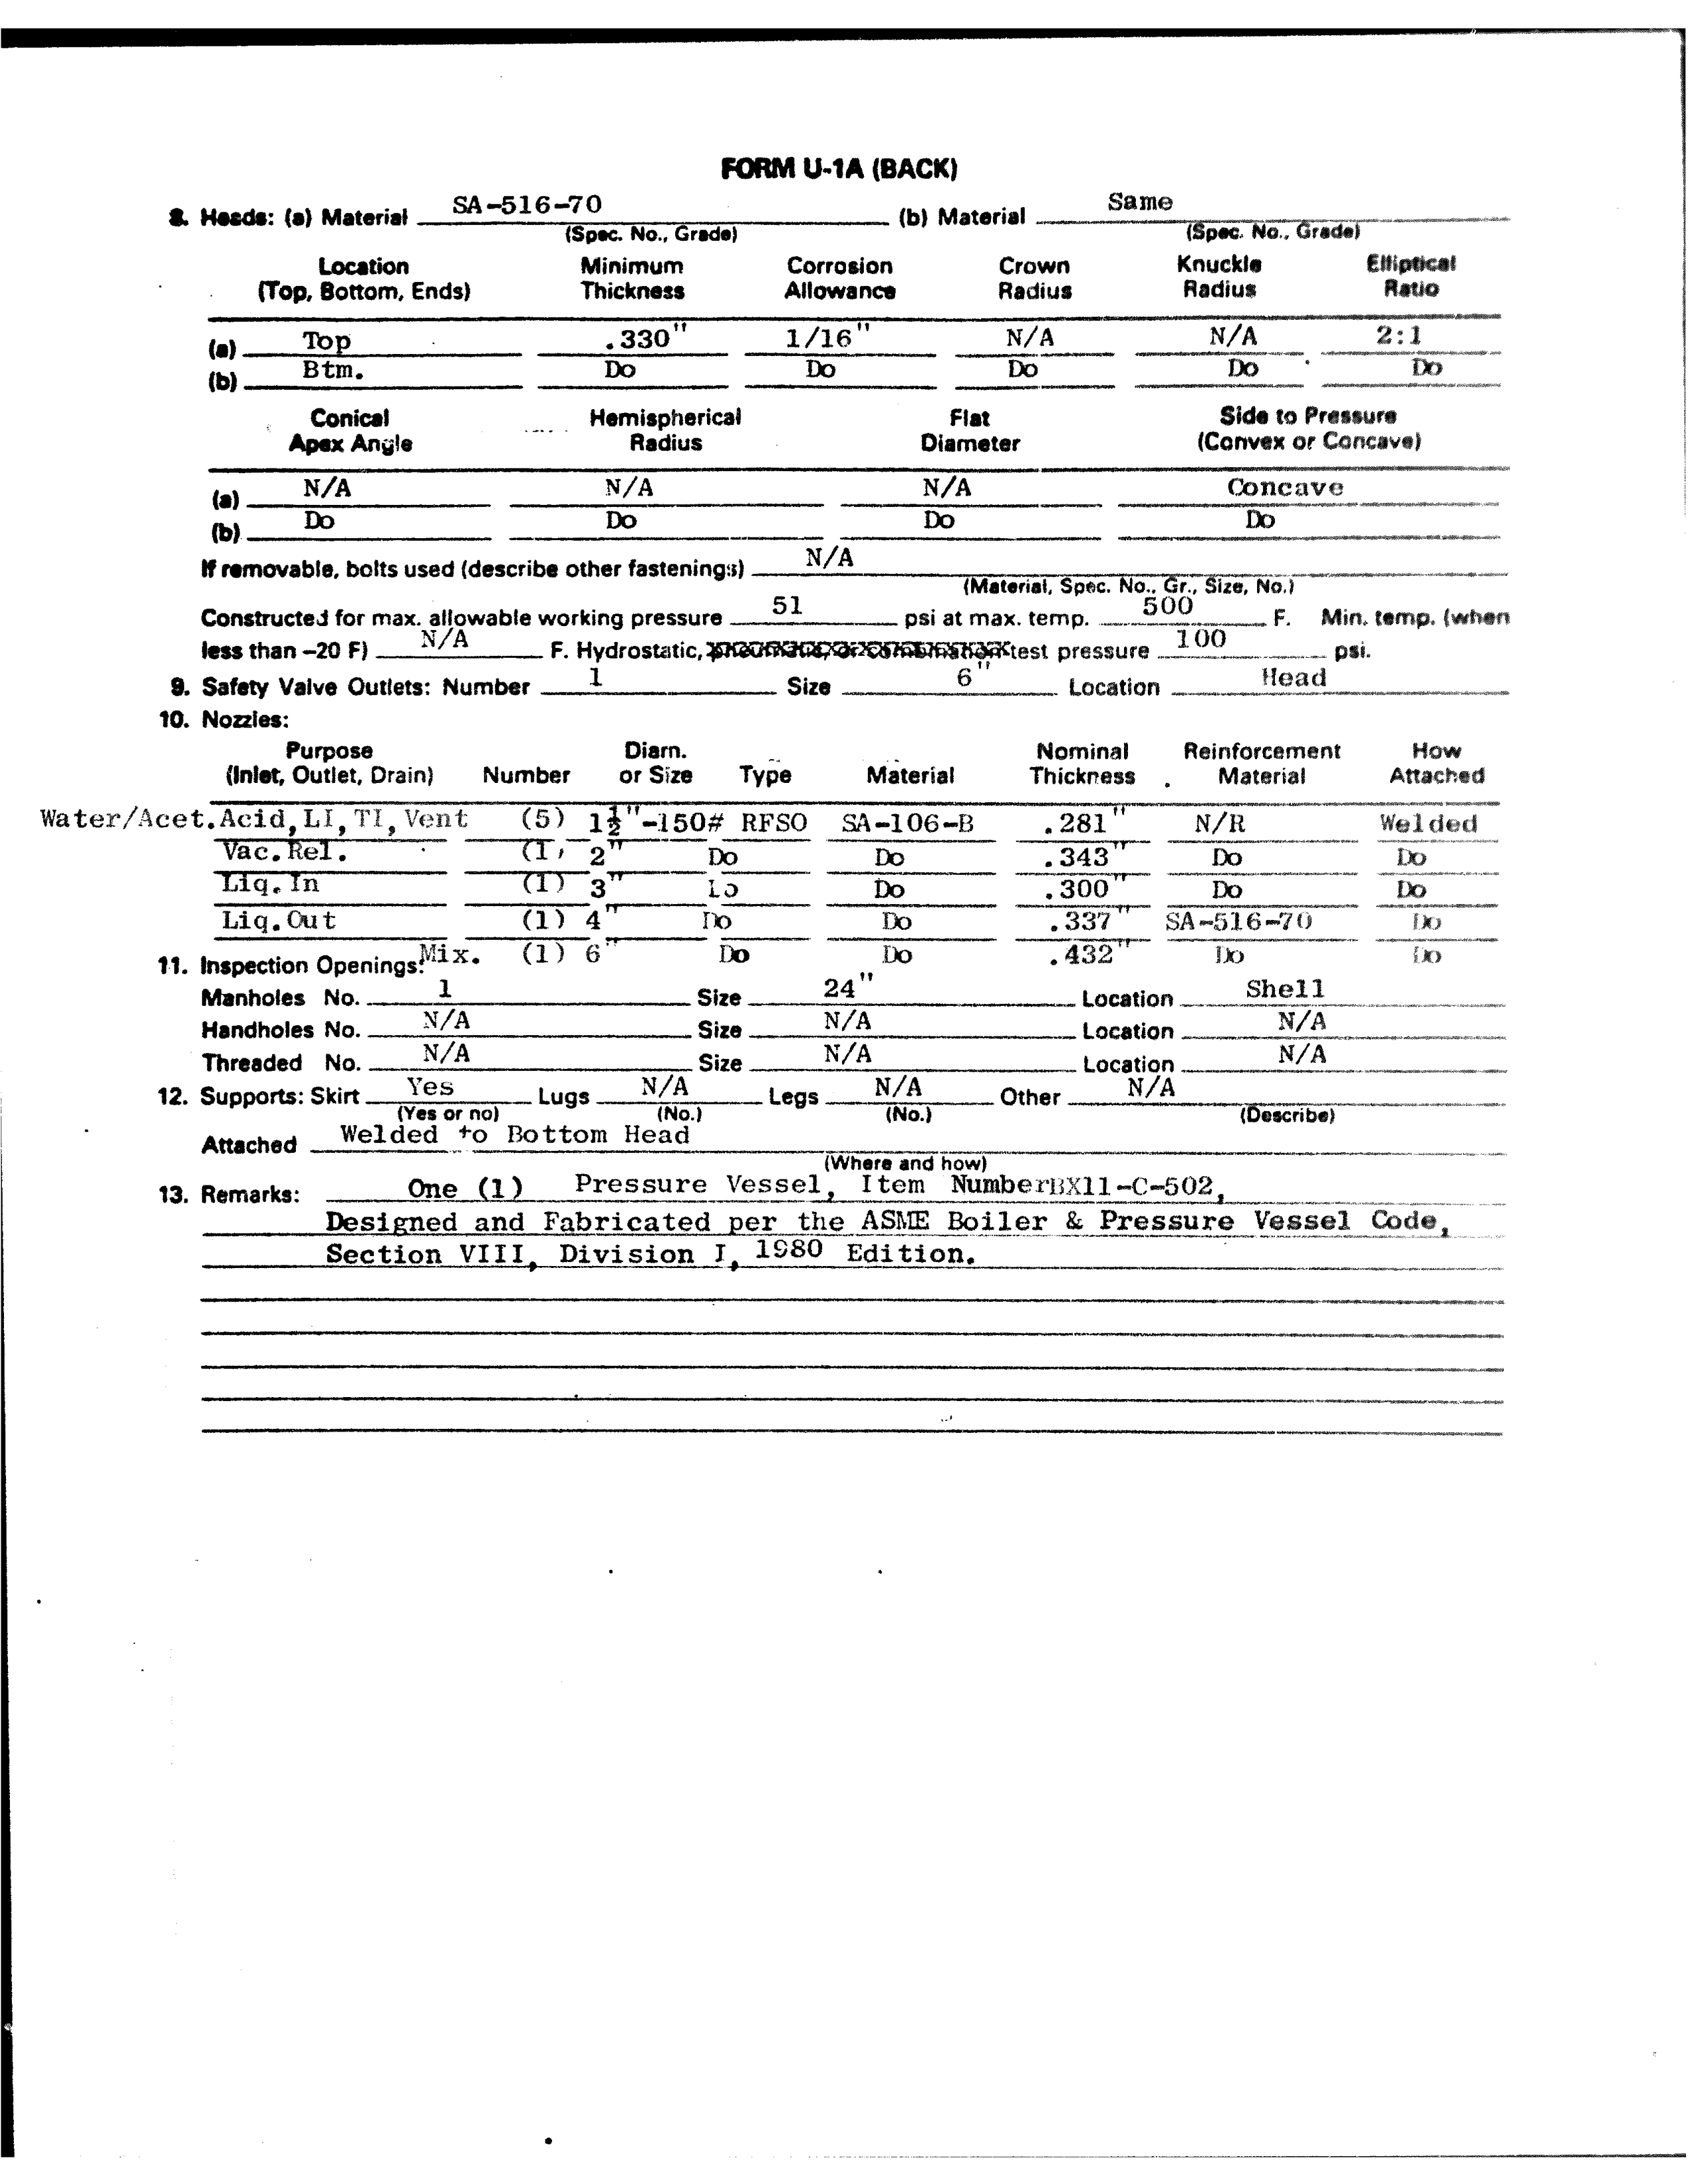 FORM U-1A (BACK)
8. Heads: (a) Material SA-516-70 (b) Material Same
(Spec. No., Grade) (Spec. No., Grade)
Location Minimum Corrosion Crown Knuckle Elliptical
(Top, Bottom, Ends) Thickness Allowance Radius Radius Ratio
(a) Top .330" 1/16" N/A N/A 2:1
(b) Btm. Do Do Do Do Do
Conical Hemispherical Flat Side to Pressure
Apex Angle Radius Diameter (Convex or Concave)
(a) N/A N/A N/A Concave
(b) Do Do Do Do
If removable, bolts used (describe other fastenings) N/A
(Material, Spec. No., Gr., Size, No.)
Constructed for max. allowable working pressure 51 psi at max. temp. 500 F. Min. temp. (when
less than -20 F) N/A F. Hydrostatic, test pressure 100 psi.
9. Safety Valve Outlets: Number 1 Size 6" Location Head
10. Nozzles:
Purpose Diam. Nominal Reinforcement How
(Inlet, Outlet, Drain) Number or Size Type Material Thickness Material Attached
Water/Acet.Acid,LI,TI,Vent (5) 1½"-150# RFSO SA-106-B .281" N/R Welded
Vac.Rel. (1) 2" Do Do .343" Do Do
Liq.In (1) 3" Do Do .300" Do Do
Liq.Out (1) 4" Do Do .337" SA-516-70 Do
Mix. (1) 6" Do Do .432" Do Do
11. Inspection Openings:
Manholes No. 1 Size 24" Location Shell
Handholes No. N/A Size N/A Location N/A
Threaded No. N/A Size N/A Location N/A
12. Supports: Skirt Yes Lugs N/A Legs N/A Other N/A
(Yes or no) (No.) (No.) (Describe)
Attached Welded to Bottom Head
(Where and how)
13. Remarks: One (1) Pressure Vessel, Item NumberBX11-C-502,
Designed and Fabricated per the ASME Boiler & Pressure Vessel Code,
Section VIII, Division I, 1980 Edition.